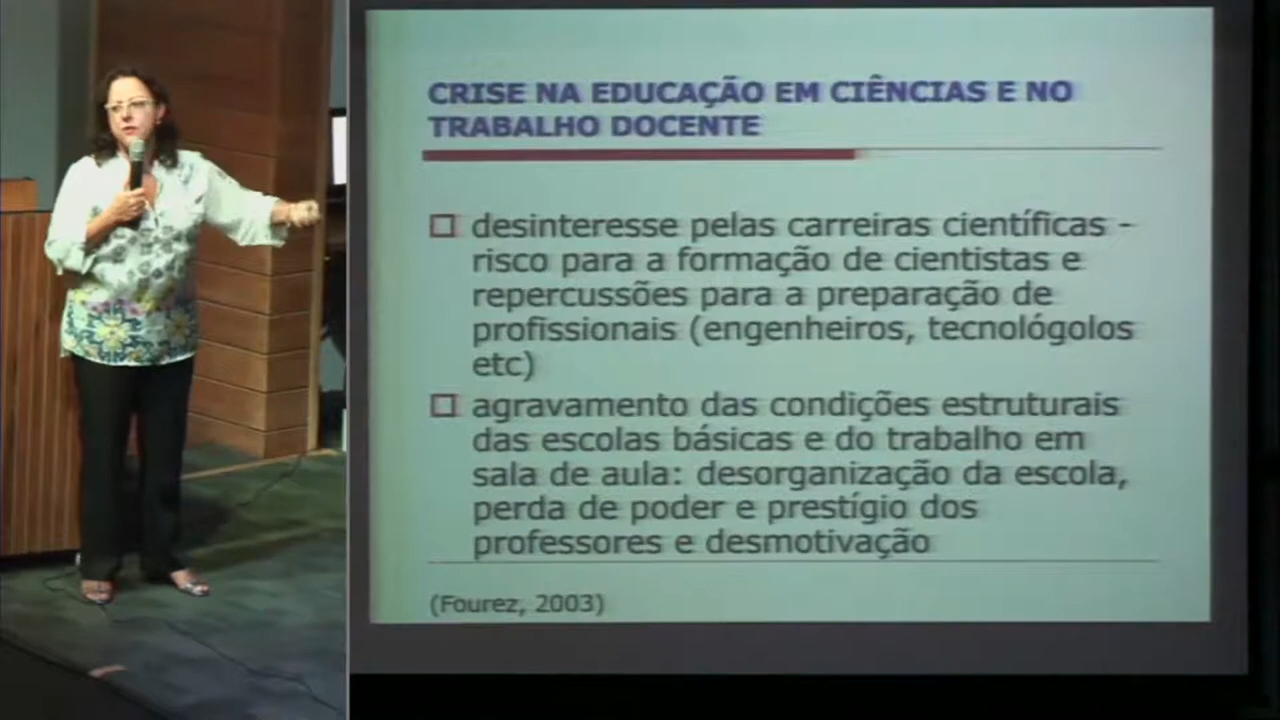 CRISE NA EDUCAÇÃO EM CIÊNCIAS E NO
TRABALHO DOCENTE
desinteresse pelas carreiras científicas -
risco para a formação de cientistas e
repercussões para a preparação de
profissionais (engenheiros, tecnológolos
etc)
agravamento das condições estruturais
das escolas básicas e do trabalho em
sala de aula: desorganização da escola,
perda de poder e prestígio dos
professores e desmotivação
(Fourez, 2003)